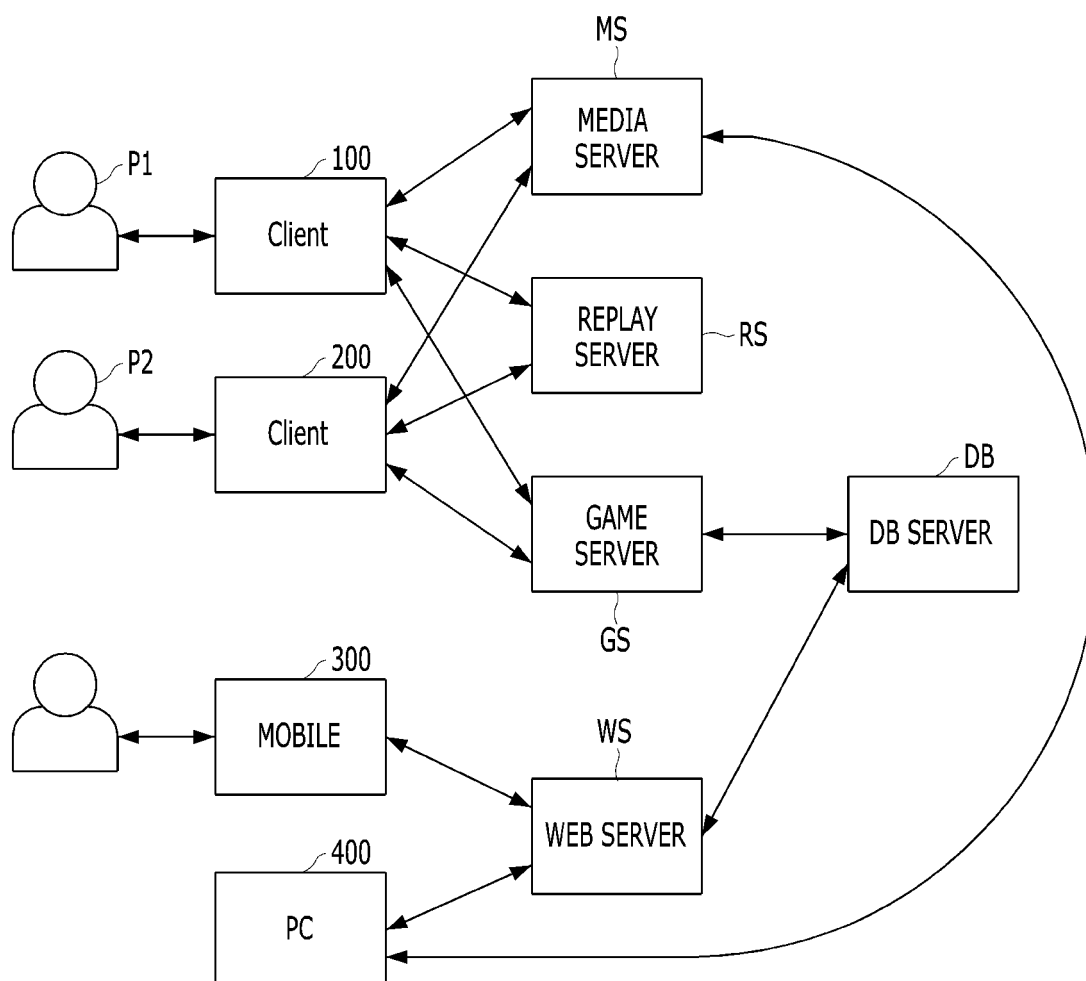 MS
MEDIA
SERVER
P1
100
Client
REPLAY
SERVER
RS
P2
200
Client
DB
GAME
SERVER
DB SERVER
GS
300
MOBILE
WS
WEB SERVER
400
PC